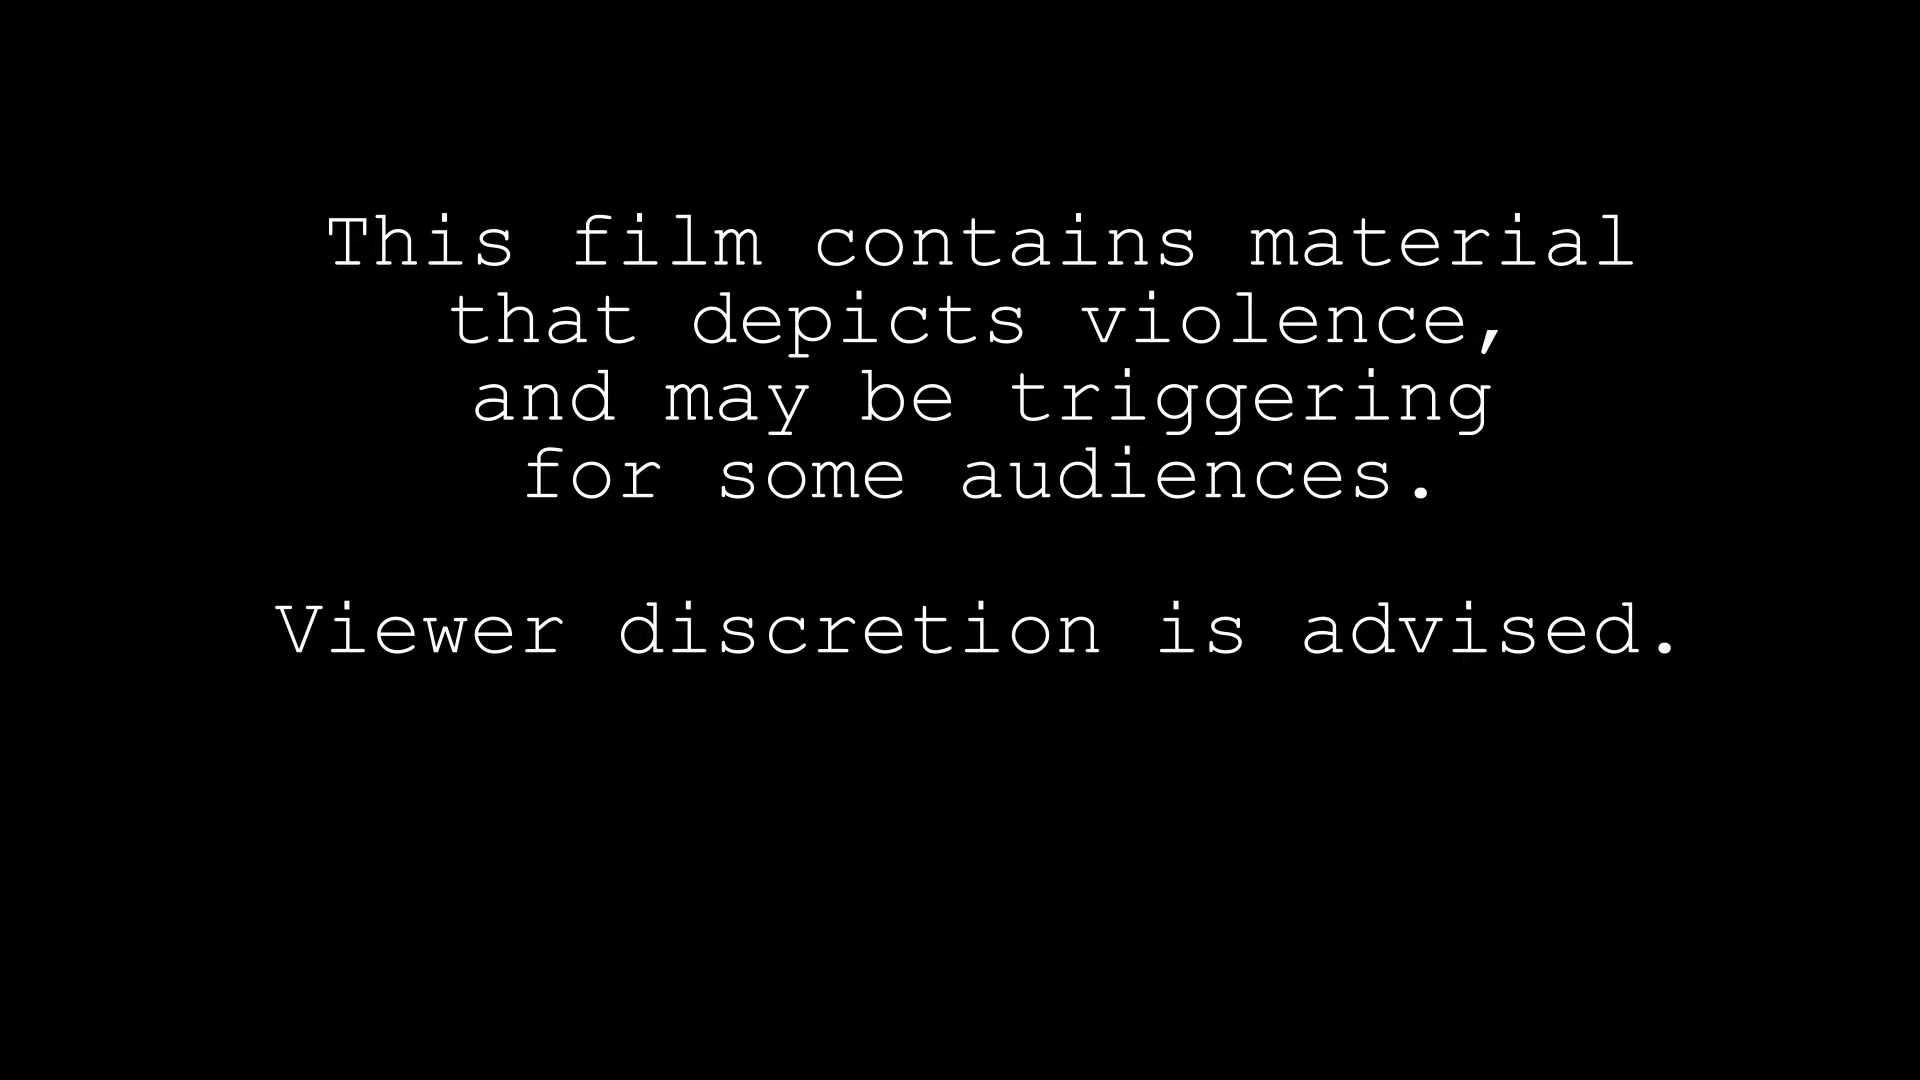 This film contains material
that depicts violence,
and may be triggering
for some audiences.
Viewer discretion is advised.